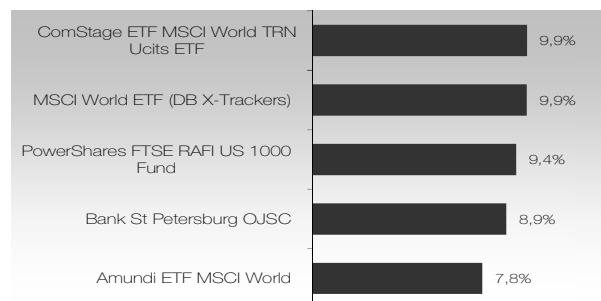 ComStage ETF MSCI World TRN
Ucits ETF
9,9%
MSCI World ETF (DB X-Trackers)
9,9%
PowerShares FTSE RAFI US 1000
Fund
9,4%
Bank St Petersburg OJSC
8,9%
Amundi ETF MSCI World
7,8%